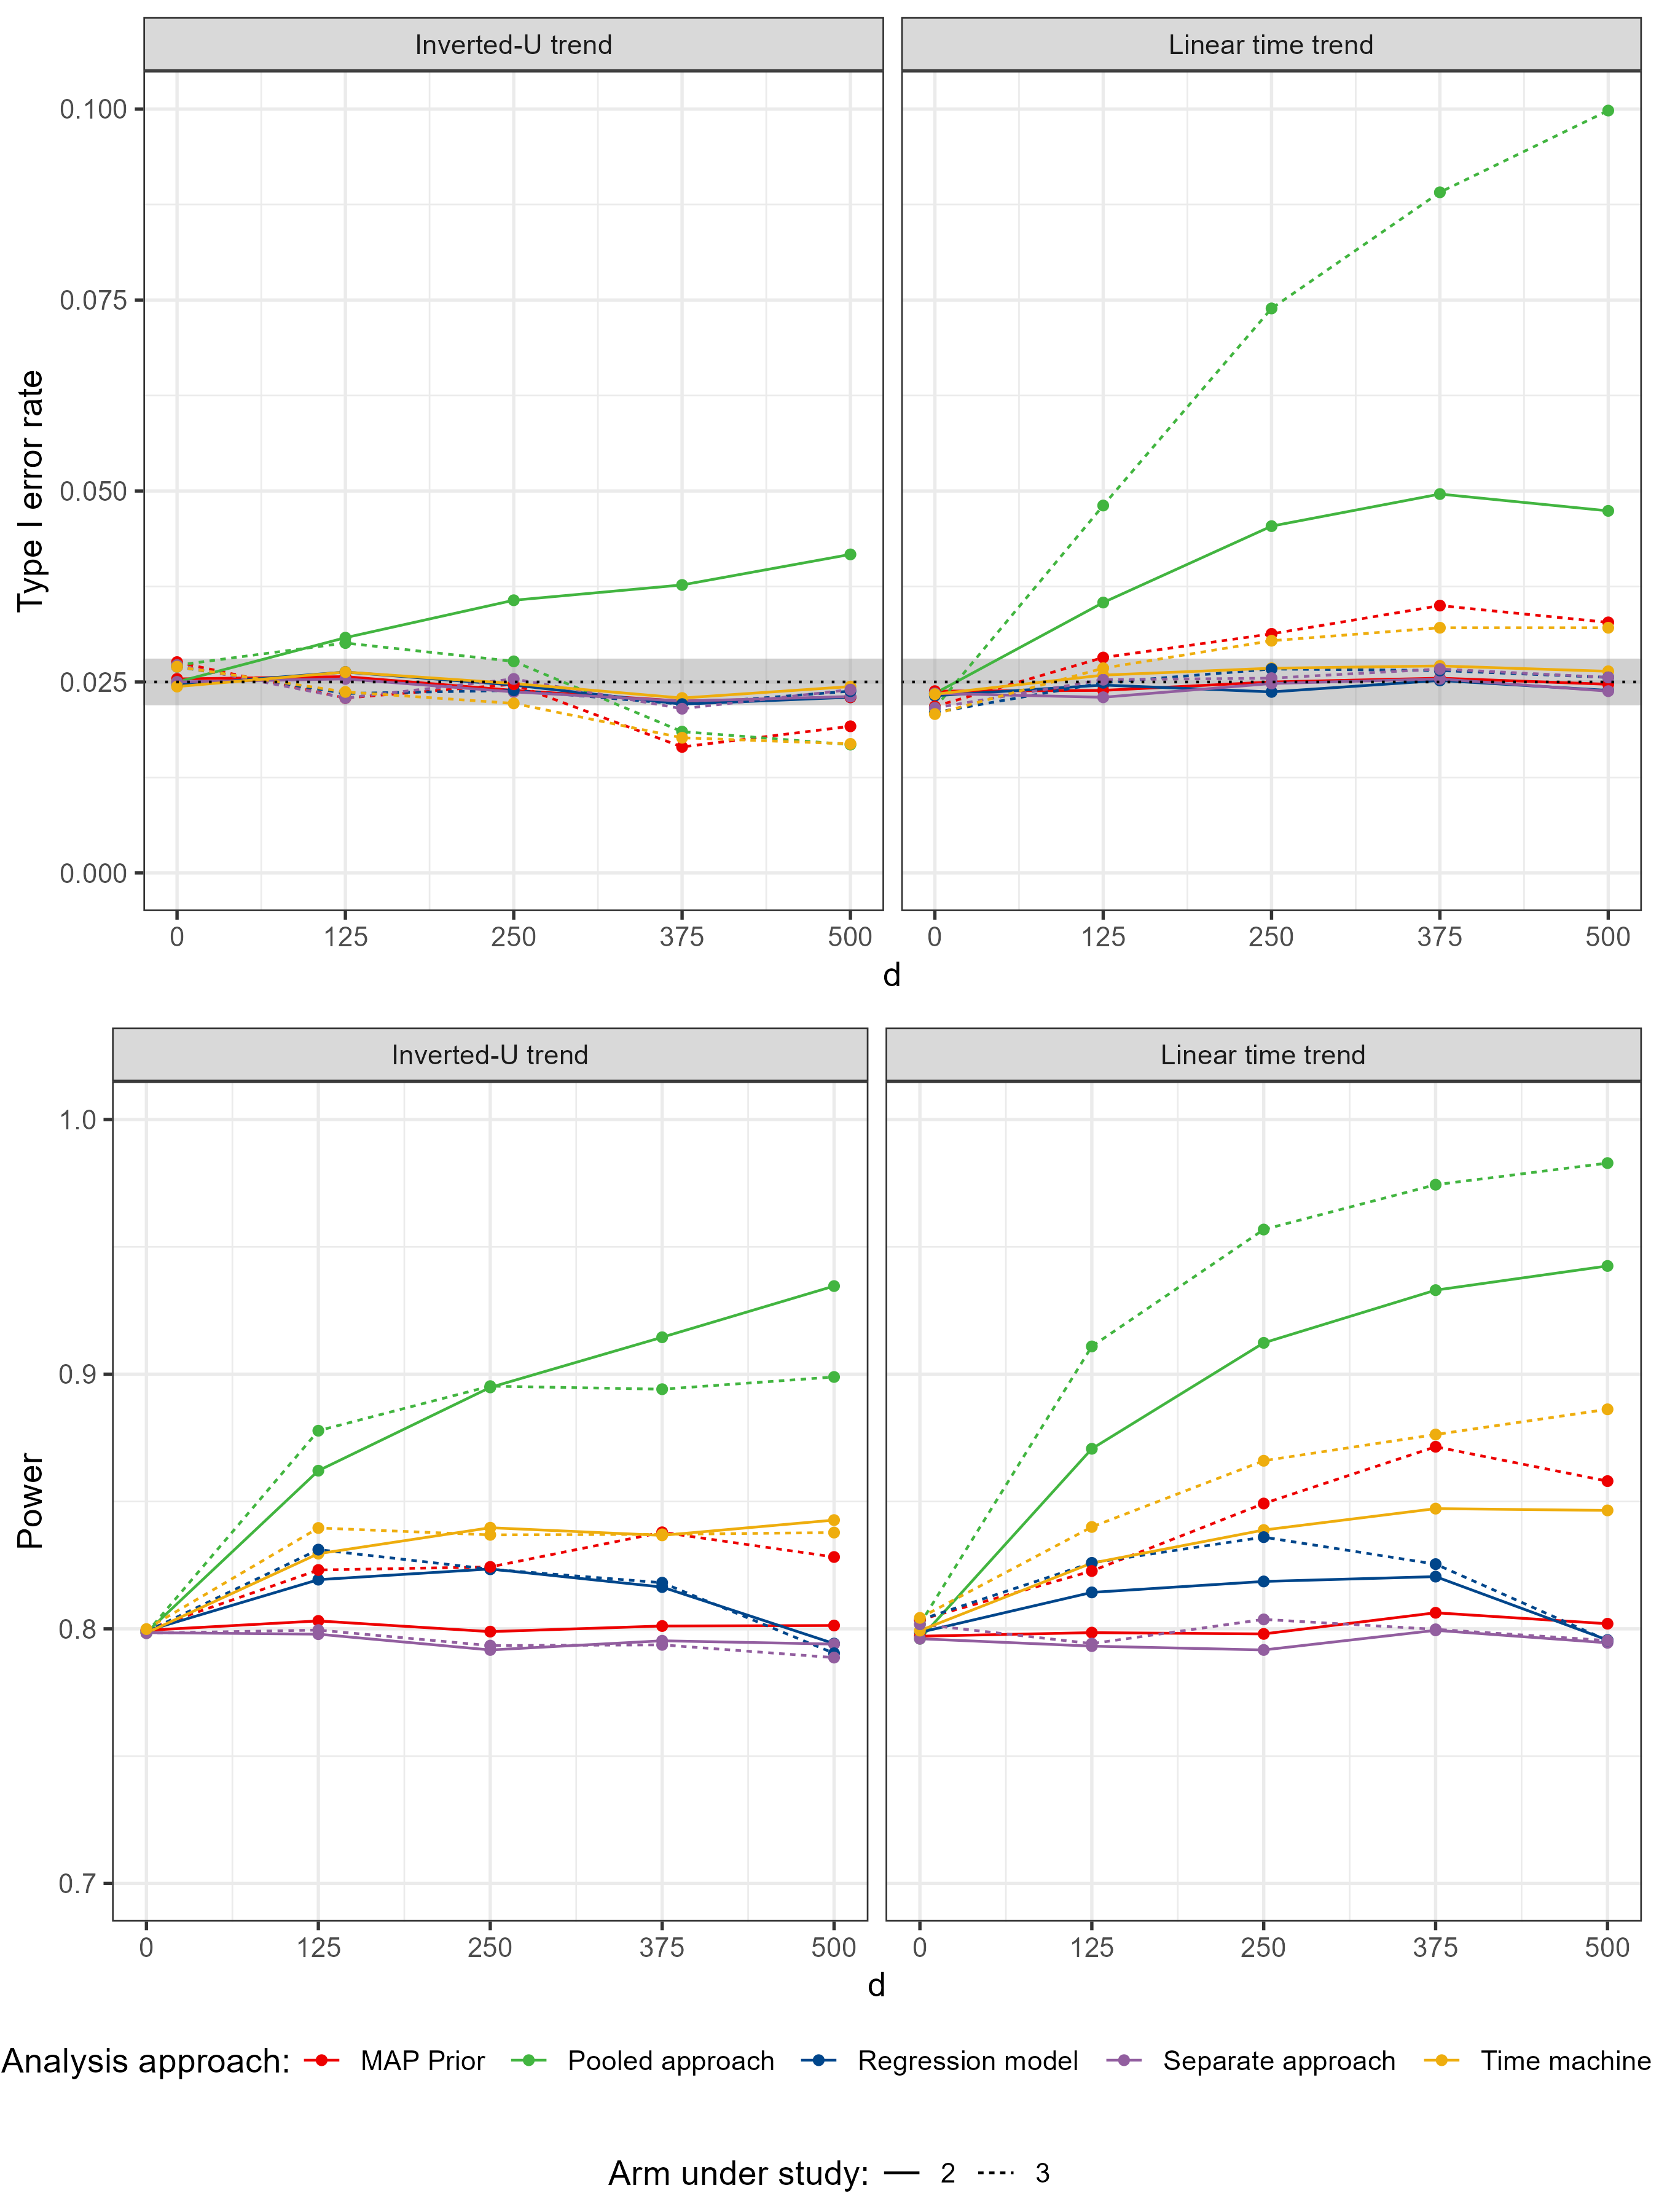 Inverted-U trend
Linear time trend
Type I error rate
0.100
0.075
0.050
0.025
0.000
0 125 250 375 500
0 125 250 375 500
d
Inverted-U trend
Linear time trend
Power
1.0
0.9
0.8
0.7
0 125 250 375 500
0 125 250 375 500
d
Analysis approach: MAP Prior Pooled approach Regression model Separate approach Time machine
Arm under study: 2 3